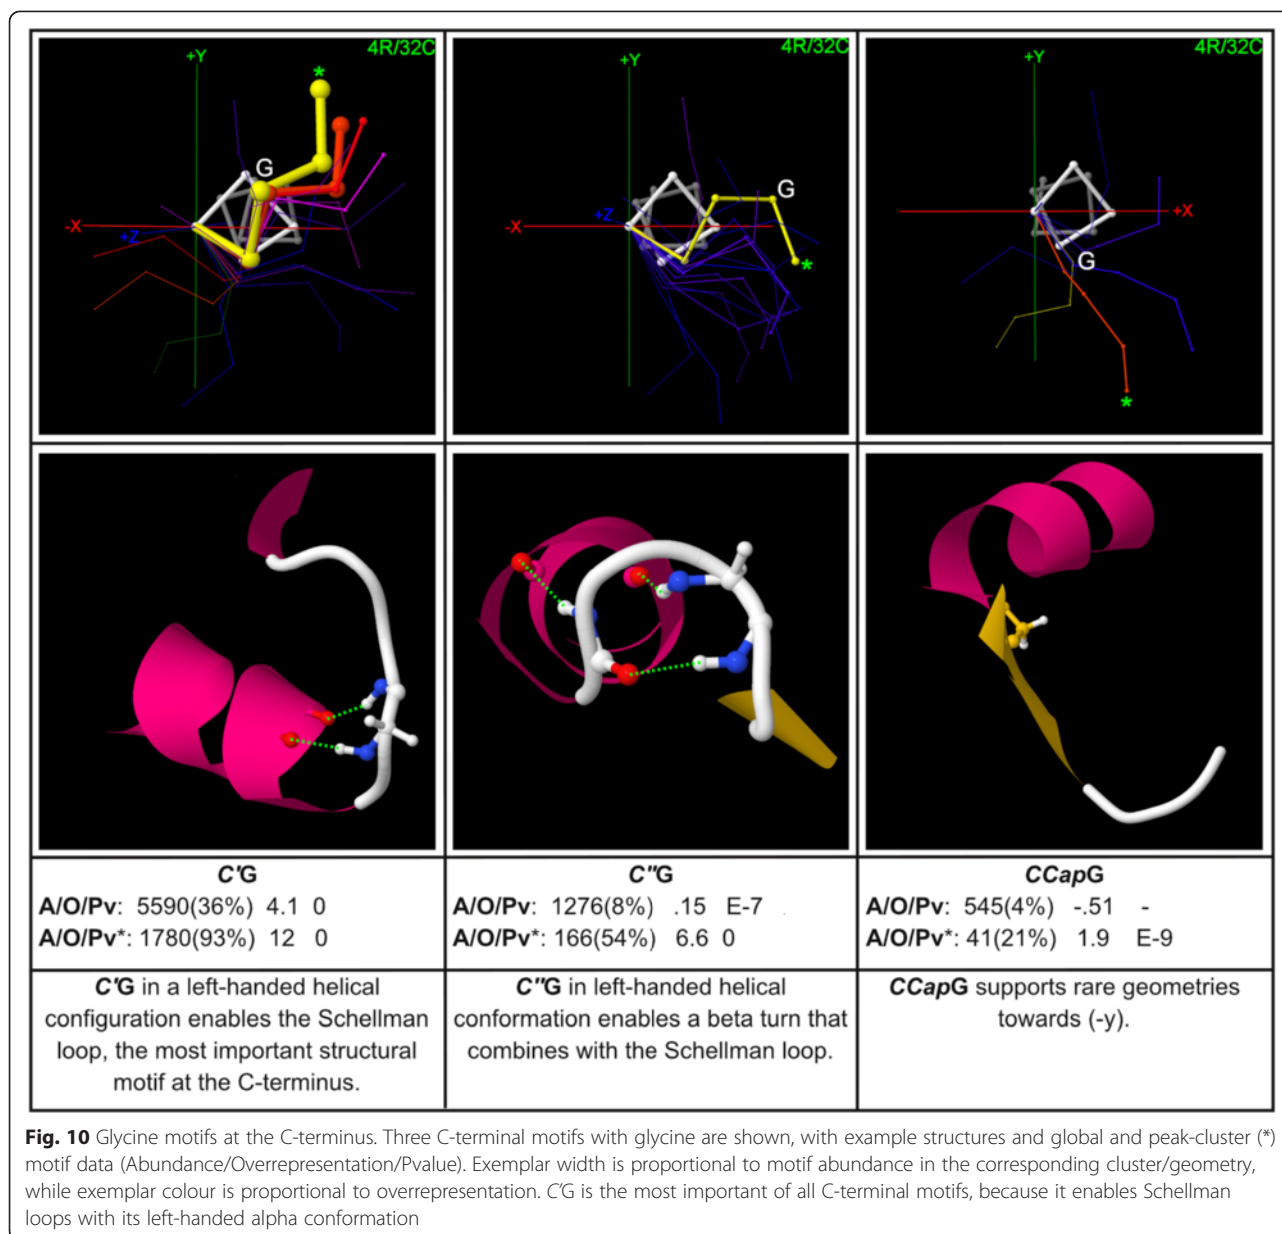 4R/32C
+Y
*
G
-X
+Z
4R/32C
+Y
G
+Z
-X
*
4R/32C
+Y
+X
G
*
C'G
A/O/Pv: 5590(36%) 4.1 0
A/O/Pv*: 1780(93%) 12 0
C"G
A/O/Pv: 1276(8%) .15 E-7
A/O/Pv*: 166(54%) 6.6 0
CCapG
A/O/Pv: 545(4%) -.51 -
A/O/Pv*: 41(21%) 1.9 E-9
C'G in a left-handed helical
configuration enables the Schellman
loop, the most important structural
motif at the C-terminus.
C"G in left-handed helical
conformation enables a beta turn that
combines with the Schellman loop.
CCapG supports rare geometries
towards (-y).
Fig. 10 Glycine motifs at the C-terminus. Three C-terminal motifs with glycine are shown, with example structures and global and peak-cluster (*)
motif data (Abundance/Overrepresentation/Pvalue). Exemplar width is proportional to motif abundance in the corresponding cluster/geometry,
while exemplar colour is proportional to overrepresentation. C'G is the most important of all C-terminal motifs, because it enables Schellman
loops with its left-handed alpha conformation